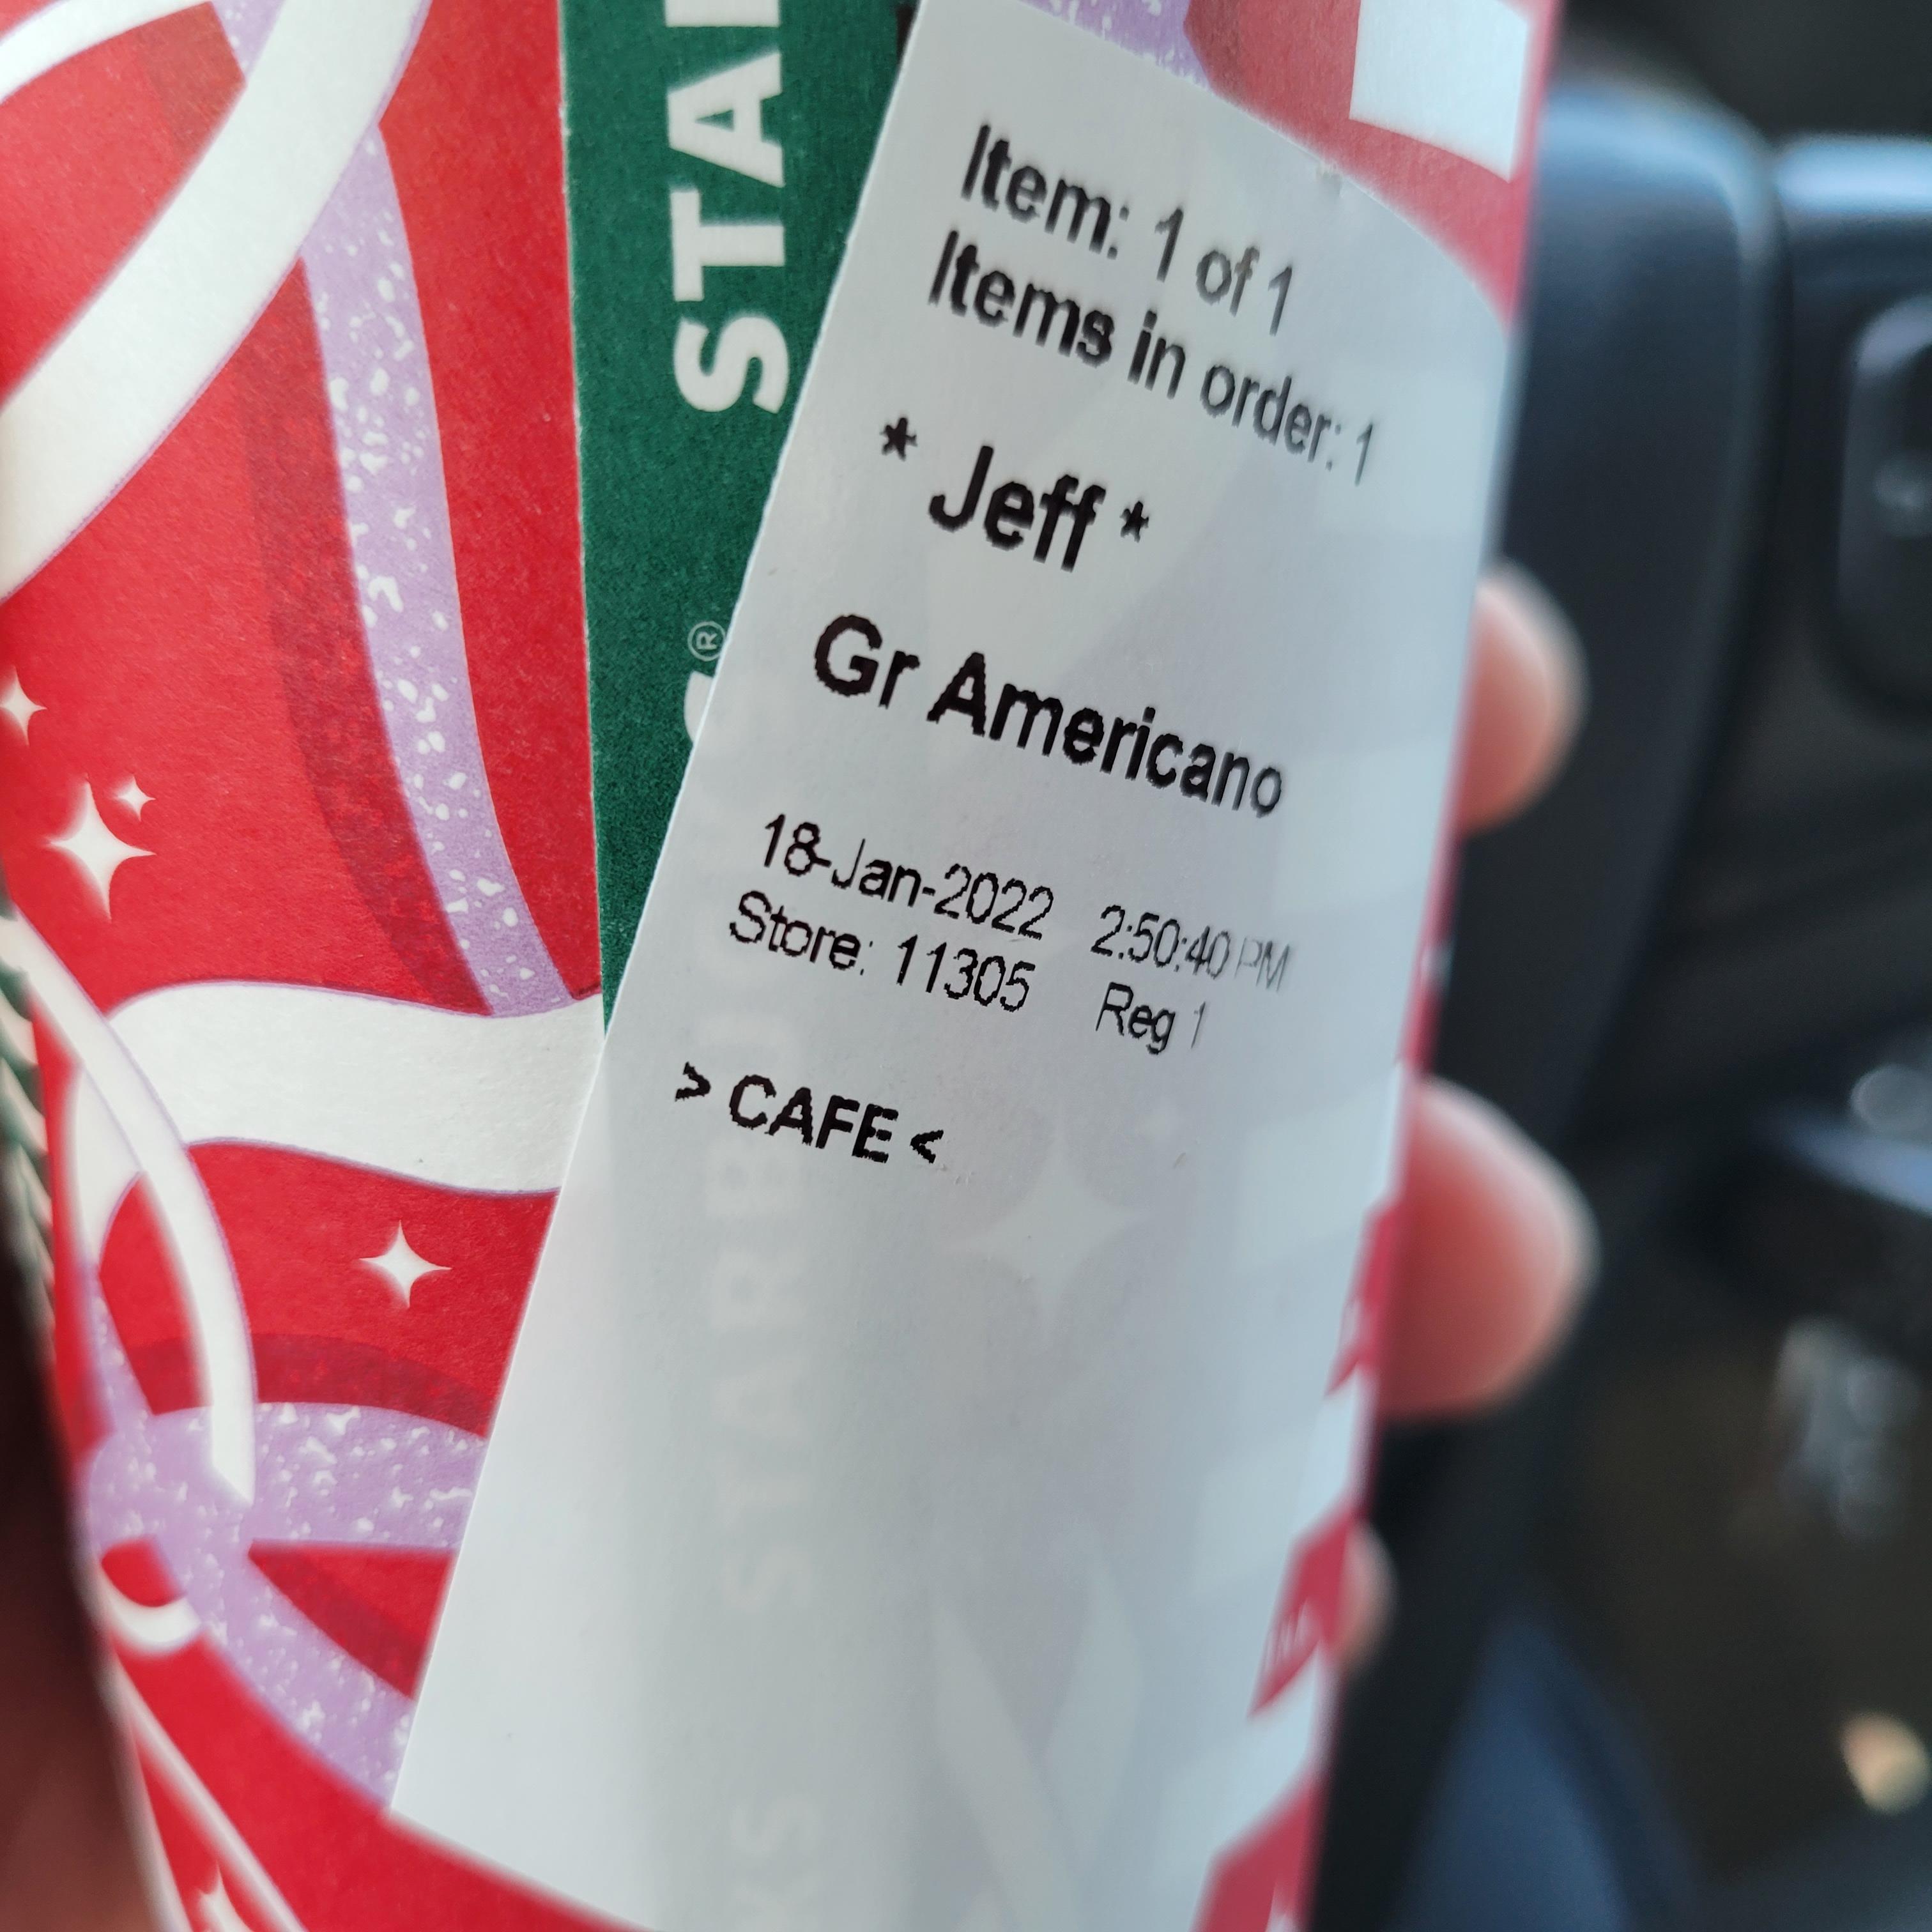 STAR
®
Item: 1 of 1
Items in order: 1
* Jeff *
Gr Americano
18-Jan-2022 2:50:40 PM
Store: 11305 Reg 1
> CAFE <